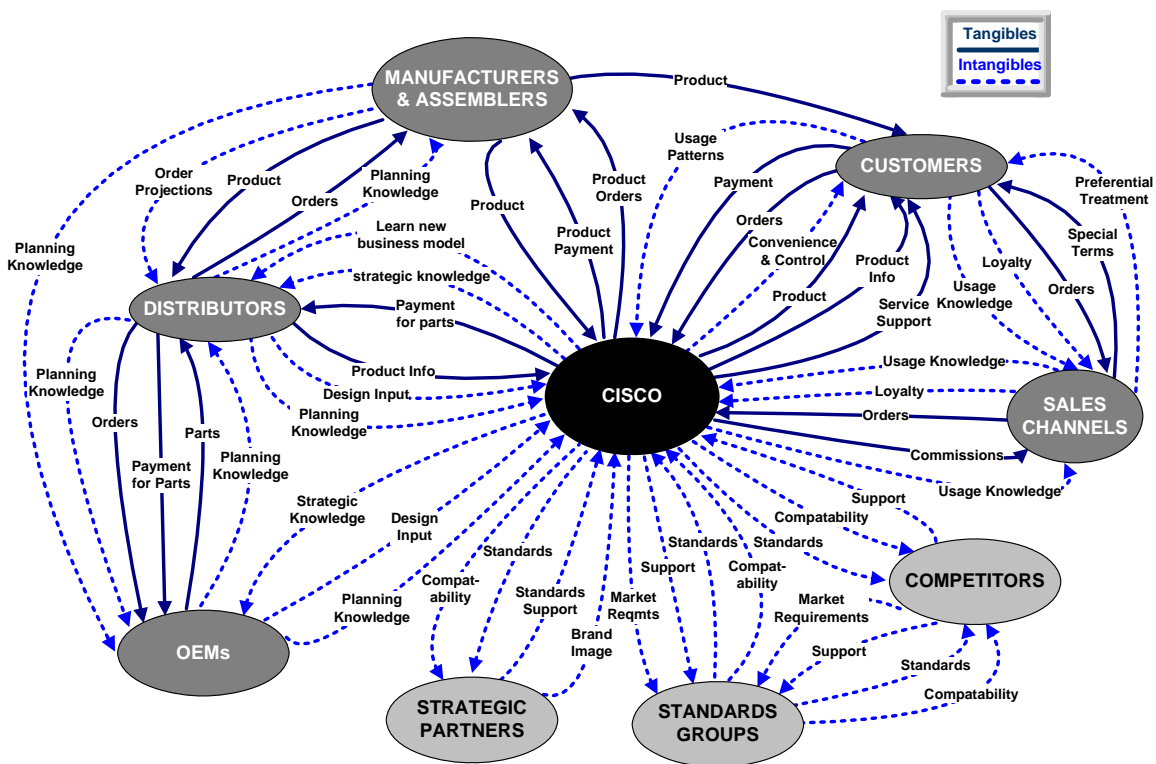 Tangibles
Intangibles
MANUFACTURERS
& ASSEMBLERS
Product
Usage
Patterns
CUSTOMERS
Preferential
Treatment
Order
Projections
Product
Planning
Knowledge
Orders
Product
Product
Orders
Payment
Orders
Special
Terms
Planning
Knowledge
Learn new
business model
Product
Payment
Convenience
& Control
Product
Info
Loyalty
Usage
Knowledge
Orders
strategic knowledge
Product
DISTRIBUTORS
Payment
for parts
Service
Support
Planning
Knowledge
Product Info
Usage Knowledge
Design Input
CISCO
Loyalty
SALES
CHANNELS
Orders
Parts
Planning
Knowledge
Orders
Payment
for Parts
Planning
Knowledge
Commissions
Usage Knowledge
Strategic
Knowledge
Design
Input
Support
Compatability
Standards
Standards
Standards
Support
Compat-
ability
Compat-
ability
COMPETITORS
Planning
Knowledge
Standards
Support
Market
Reqmts
Market
Requirements
Brand
Image
OEMs
Support
Standards
Compatability
STRATEGIC
PARTNERS
STANDARDS
GROUPS